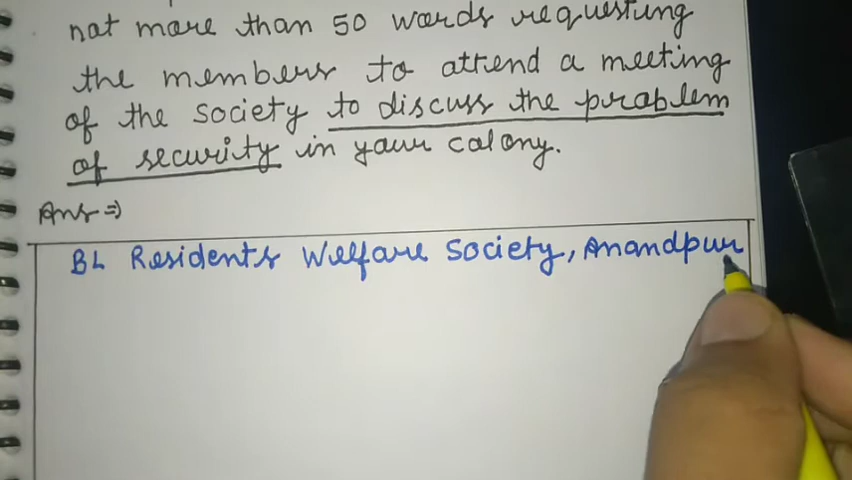 not more than 50 words requesting
the members to attend a meeting
of the society to discuss the problem
of security in your colony.
Ans ⇒
BL Residents Welfare Society, Anandpur